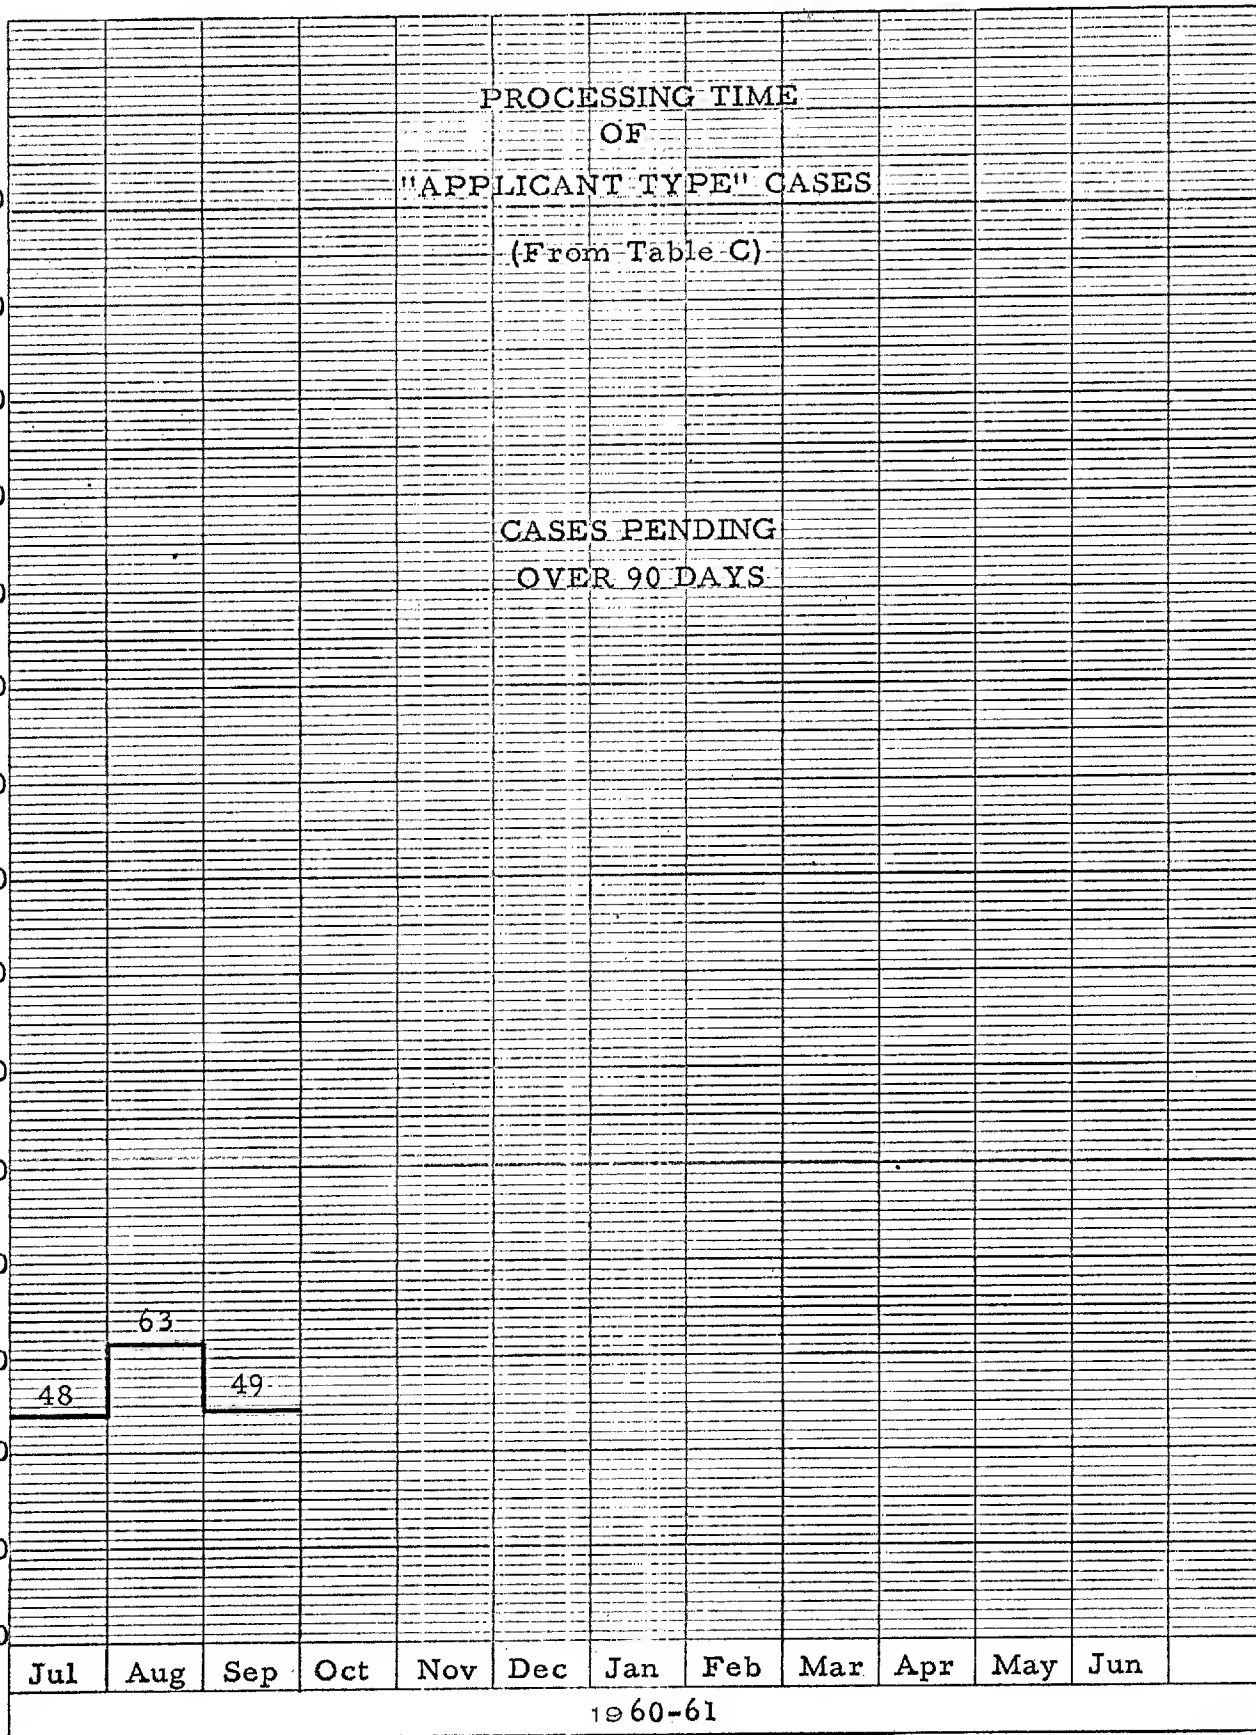 PROCESSING TIME
OF
"APPLICANT TYPE" CASES
(From Table C)
CASES PENDING
OVER 90 DAYS
63
48
49
Jul Aug Sep Oct Nov Dec Jan Feb Mar Apr May Jun
1960-61